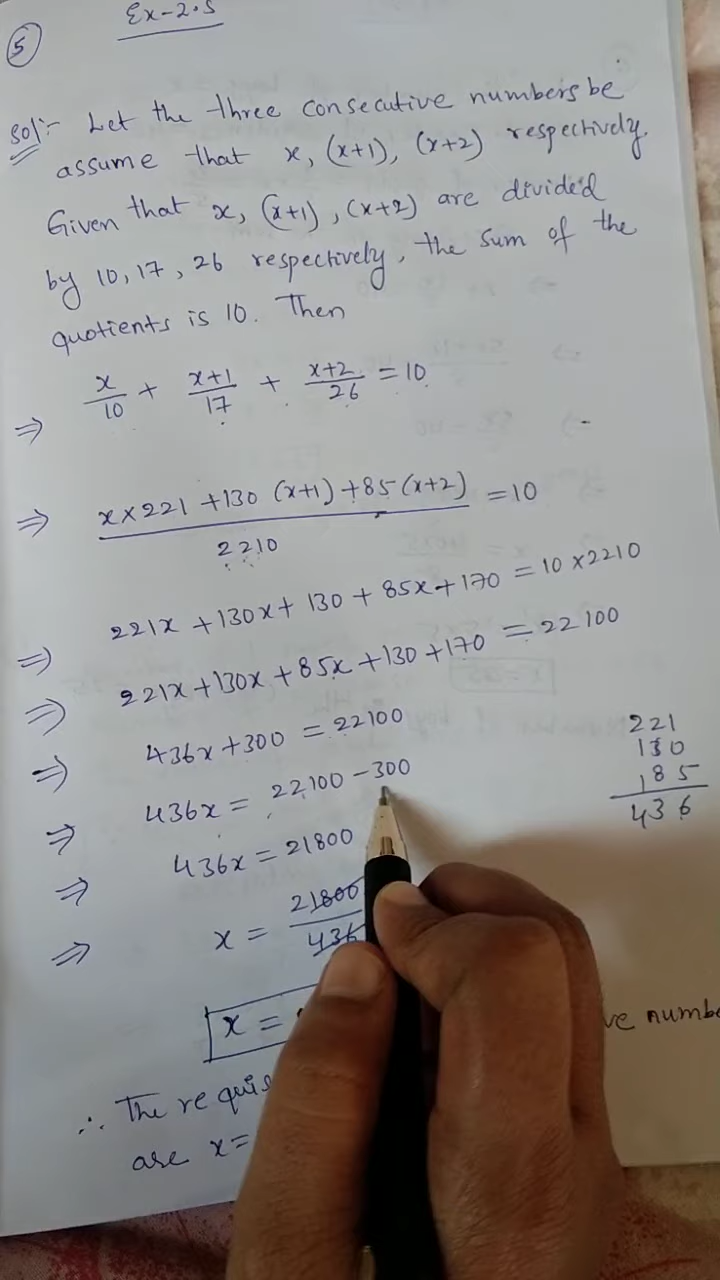 Ex-2.5
5
Sol:- Let the three consecutive numbers be
assume that x, (x+1), (x+2) respectively.
Given that x, (x+1), (x+2) are divided
by 10, 17, 26 respectively, the sum of the
quotients is 10. Then
⇒ x/10 + x+1/17 + x+2/26 = 10
⇒ x×221 +130 (x+1) +85 (x+2) / 2210 = 10
⇒ 221x +130x+ 130 + 85x+170 = 10 ×2210
⇒ 221x+130x+85x+130+170 = 22100
⇒ 436x+300 = 22100
⇒ 436x = 22100 -300
⇒ 436x = 21800
⇒ x = 21800/436
x =
221
130
185
436
ve numbe
∴ The requis
are x=